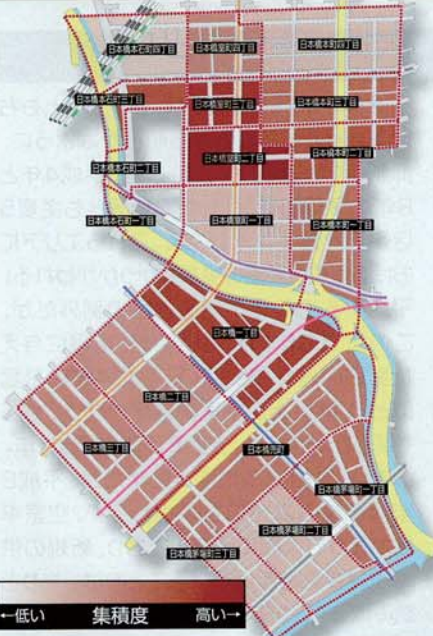 日本橋本石町四丁目
日本橋室町四丁目
日本橋本町四丁目
日本橋本石町三丁目
日本橋室町三丁目
日本橋本町三丁目
日本橋本石町二丁目
日本橋室町二丁目
日本橋本町二丁目
日本橋本石町一丁目
日本橋室町一丁目
日本橋本町一丁目
日本橋一丁目
日本橋二丁目
日本橋三丁目
日本橋兜町
日本橋茅場町一丁目
日本橋茅場町二丁目
日本橋茅場町三丁目
←低い 集積度 高い→